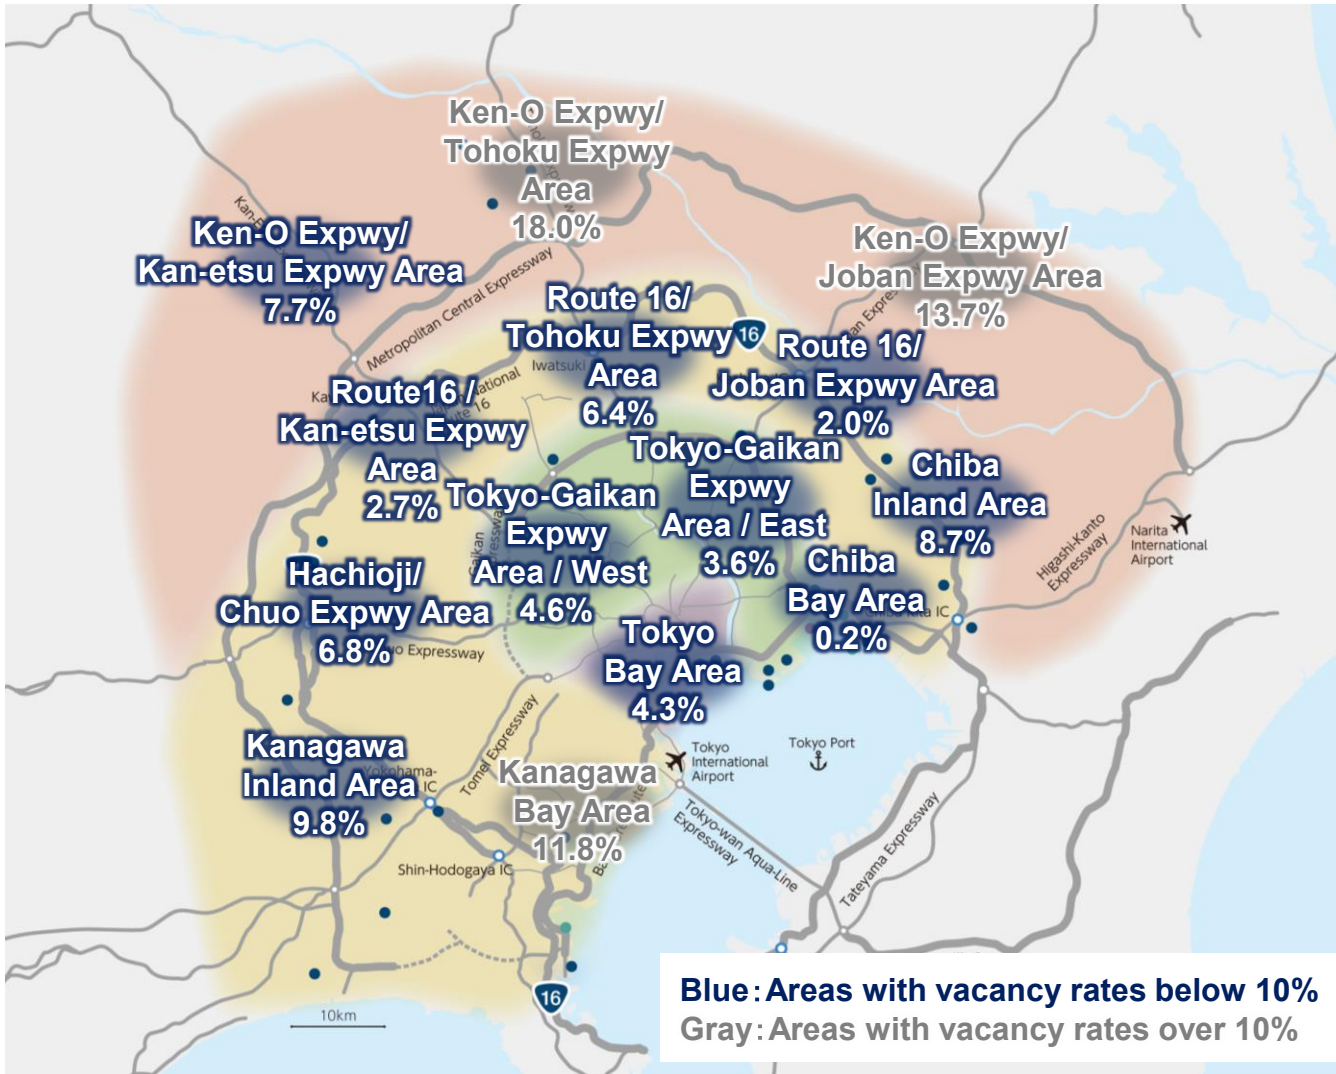 Ken-O Expwy/
Tohoku Expwy
Area
18.0%
Ken-O Expwy/
Kan-etsu Expwy Area
7.7%
Ken-O Expwy/
Joban Expwy Area
13.7%
Metropolitan Central Expressway
Route 16/
Tohoku Expwy
Area
6.4%
16
Iwatsuki
Route 16/
Joban Expwy Area
2.0%
Route16 /
Kan-etsu Expwy
Area
2.7%
Tokyo-Gaikan
Expwy
Area / East
3.6%
Tokyo-Gaikan
Expwy
Area / West
4.6%
Chiba
Inland Area
8.7%
Narita
International
Airport
Higashi-Kanto
Expressway
Chiba
Bay Area
0.2%
IC
Hachioji/
Chuo Expwy Area
6.8%
Expressway
Tokyo
Bay Area
4.3%
Kanagawa
Inland Area
9.8%
Yokohama-
IC
Tomei Expressway
Kanagawa
Bay Area
11.8%
Tokyo
International
Airport
Tokyo Port
Tokyo-wan Aqua-Line
Expressway
Tateyama Expressway
Shin-Hodogaya IC
16
10km
Blue：Areas with vacancy rates below 10%
Gray：Areas with vacancy rates over 10%